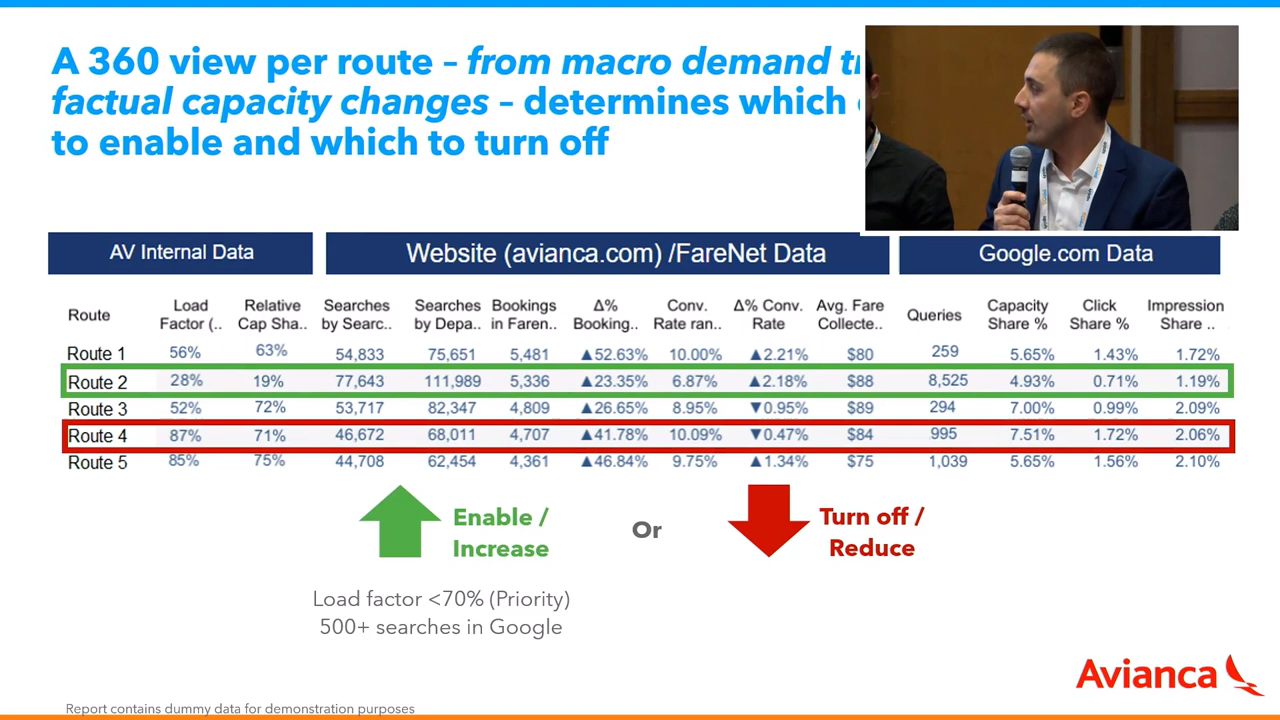 A 360 view per route – from macro demand
factual capacity changes – determines which
to enable and which to turn off
AV Internal Data
Website (avianca.com) /FareNet Data
Google.com Data
Route
Load Factor (..
Relative Cap Sha..
Searches by Searc..
Searches by Depa..
Bookings in Faren..
Δ% Booking..
Conv. Rate ran..
Δ% Conv. Rate
Avg. Fare Collecte..
Queries
Capacity Share %
Click Share %
Impression Share ..
Route 1 56% 63% 54,833 75,651 5,481 ▲52.63% 10.00% ▲2.21% $80 259 5.65% 1.43% 1.72%
Route 2 28% 19% 77,643 111,989 5,336 ▲23.35% 6.87% ▲2.18% $88 8,525 4.93% 0.71% 1.19%
Route 3 52% 72% 53,717 82,347 4,809 ▲26.65% 8.95% ▼0.95% $89 294 7.00% 0.99% 2.09%
Route 4 87% 71% 46,672 68,011 4,707 ▲41.78% 10.09% ▼0.47% $84 995 7.51% 1.72% 2.06%
Route 5 85% 75% 44,708 62,454 4,361 ▲46.84% 9.75% ▲1.34% $75 1,039 5.65% 1.56% 2.10%
Enable /
Increase
Or
Turn off /
Reduce
Load factor <70% (Priority)
500+ searches in Google
Avianca
Report contains dummy data for demonstration purposes